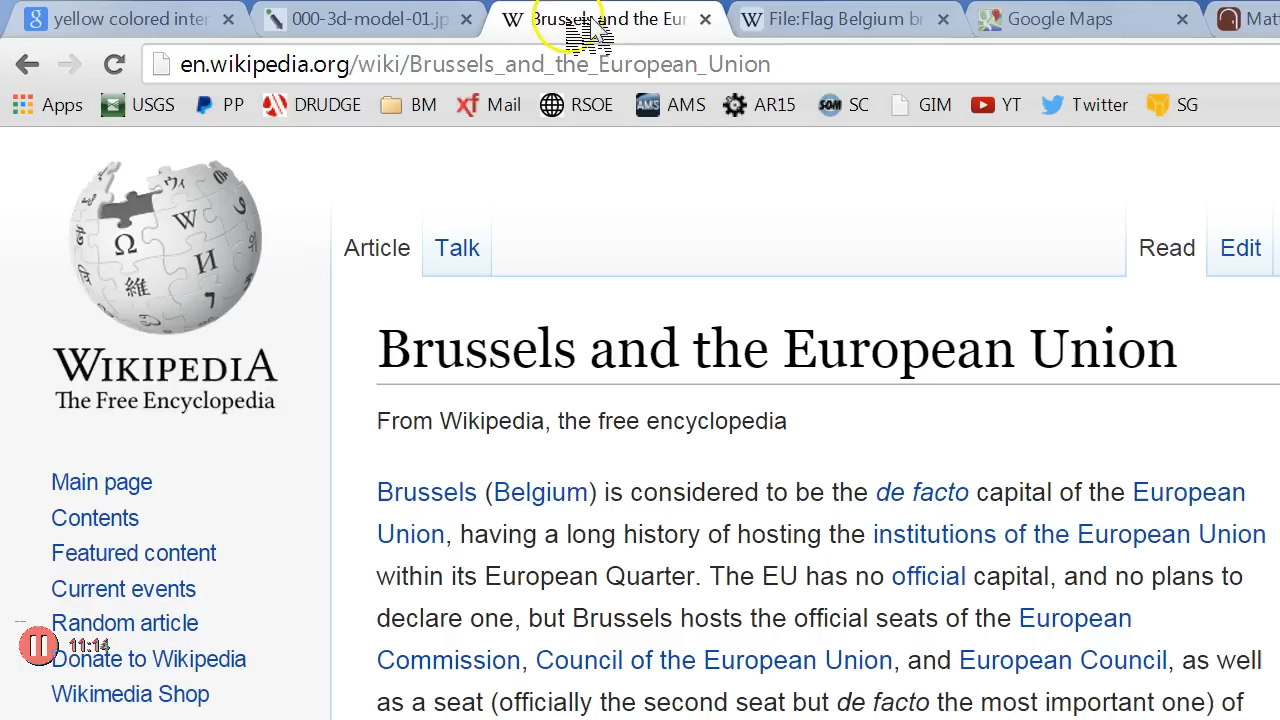 yellow colored inter
000-3d-model-01.jp
Brussels and the Eur
File:Flag Belgium br
Google Maps
Mat
en.wikipedia.org/wiki/Brussels_and_the_European_Union
Apps USGS PP DRUDGE BM Mail RSOE AMS AR15 SC GIM YT Twitter SG
WIKIPEDIA
The Free Encyclopedia
Article Talk Read Edit
Brussels and the European Union
From Wikipedia, the free encyclopedia
Main page
Contents
Featured content
Current events
Random article
Donate to Wikipedia
Wikimedia Shop
11:14
Brussels (Belgium) is considered to be the de facto capital of the European
Union, having a long history of hosting the institutions of the European Union
within its European Quarter. The EU has no official capital, and no plans to
declare one, but Brussels hosts the official seats of the European
Commission, Council of the European Union, and European Council, as well
as a seat (officially the second seat but de facto the most important one) of